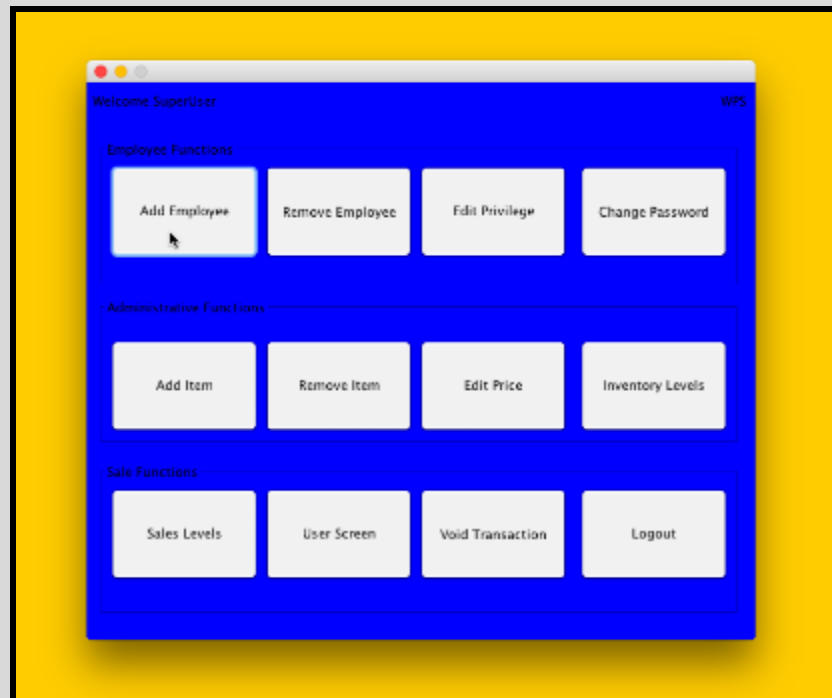 Welcome SuperUser WPS
Employee Functions
Add Employee Remove Employee Edit Privilege Change Password
Administrative Functions
Add Item Remove Item Edit Price Inventory Levels
Sale Functions
Sales Levels User Screen Void Transaction Logout